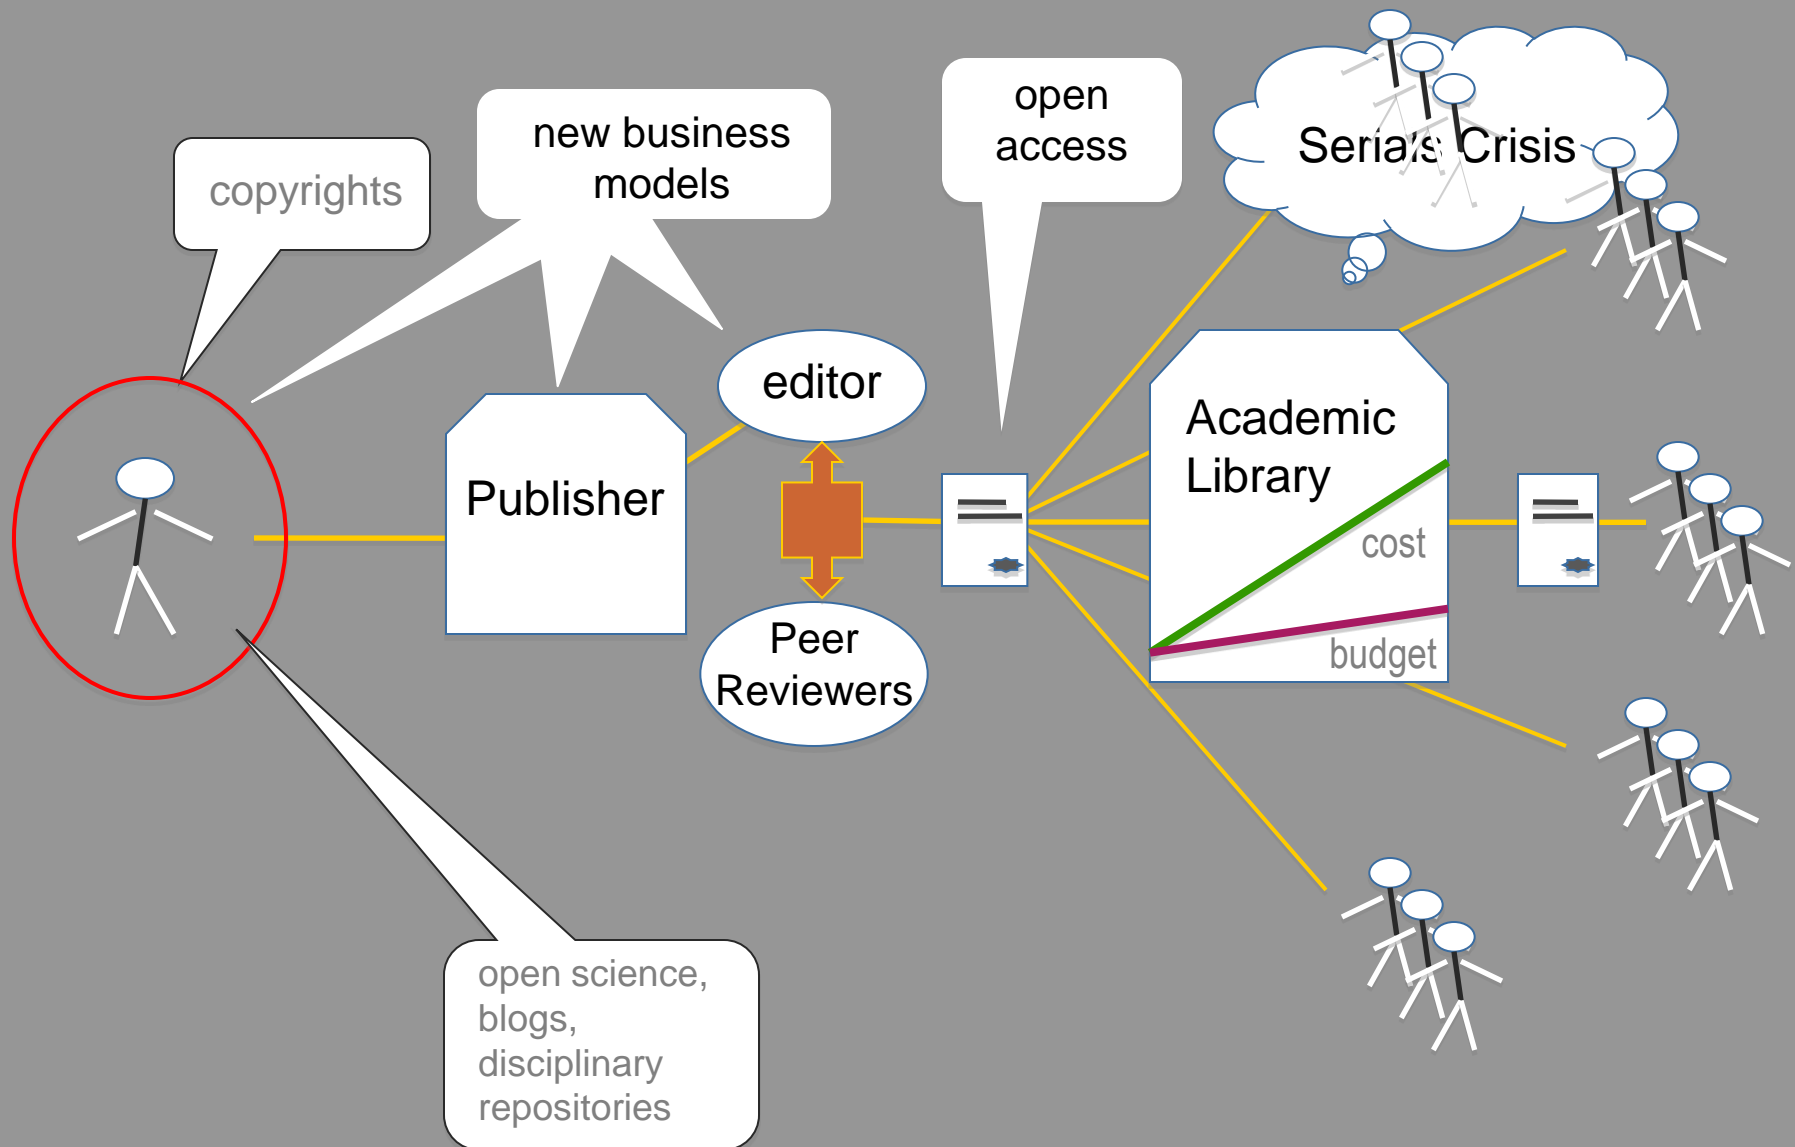 copyrights
new business
models
open
access
Serials Crisis
editor
Publisher
Peer
Reviewers
Academic
Library
cost
budget
open science,
blogs,
disciplinary
repositories